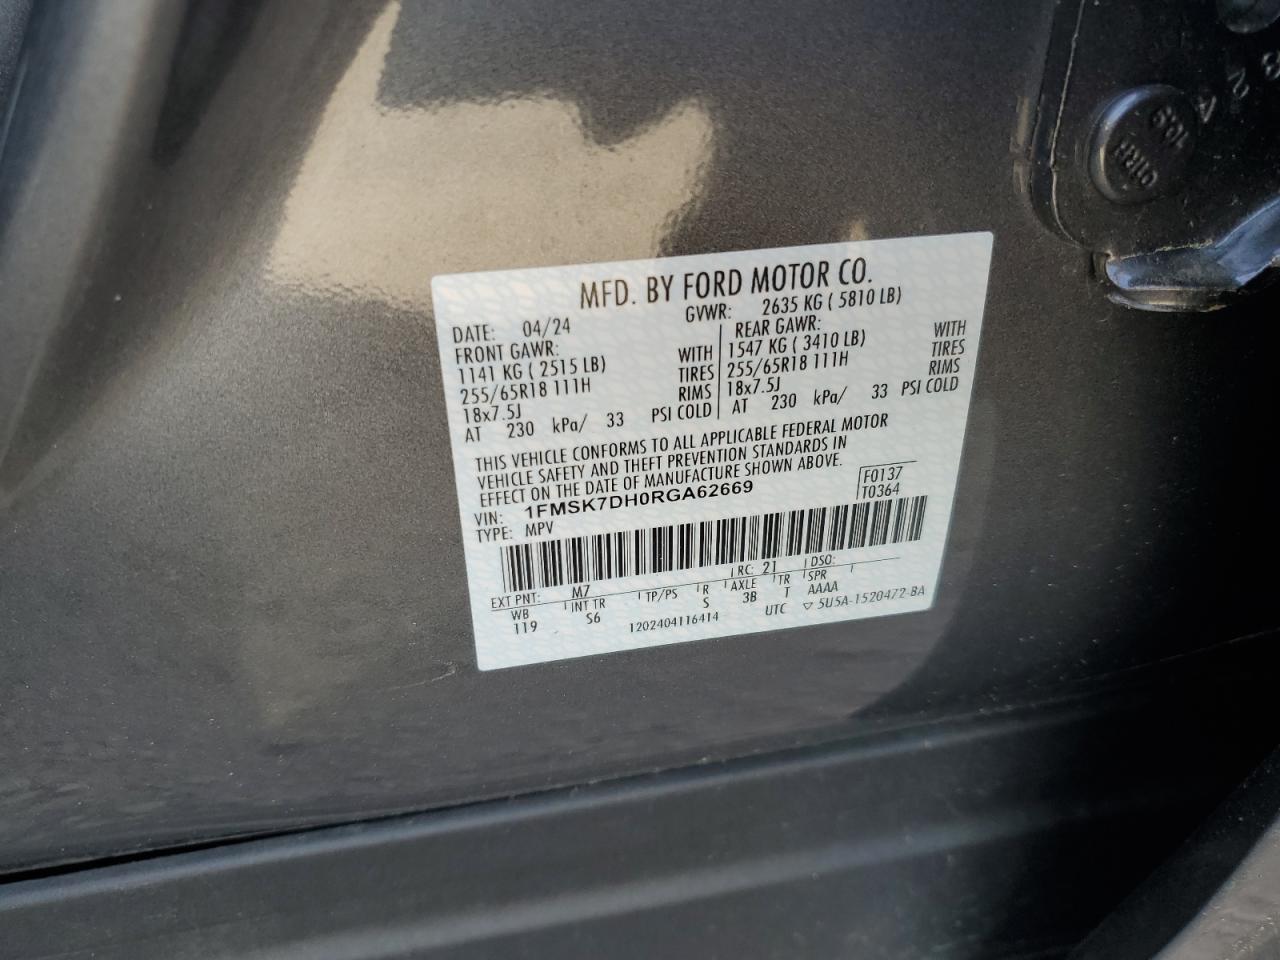 MFD. BY FORD MOTOR CO.
DATE: 04/24 GVWR: 2635 KG ( 5810 LB)
FRONT GAWR: REAR GAWR:
1141 KG ( 2515 LB) WITH 1547 KG ( 3410 LB) WITH
255/65R18 111H TIRES 255/65R18 111H TIRES
18x7.5J RIMS 18x7.5J RIMS
AT 230 kPa/ 33 PSI COLD AT 230 kPa/ 33 PSI COLD
THIS VEHICLE CONFORMS TO ALL APPLICABLE FEDERAL MOTOR
VEHICLE SAFETY AND THEFT PREVENTION STANDARDS IN
EFFECT ON THE DATE OF MANUFACTURE SHOWN ABOVE.
VIN: 1FMSK7DH0RGA62669 F0137
TYPE: MPV T0364
EXT PNT: M7 RC: 21 DSO:
WB INT TR TP/PS R AXLE TR SPR
119 S6 S 3B T AAAA
1202404116414 UTC ▽ 5U5A-1520472-BA